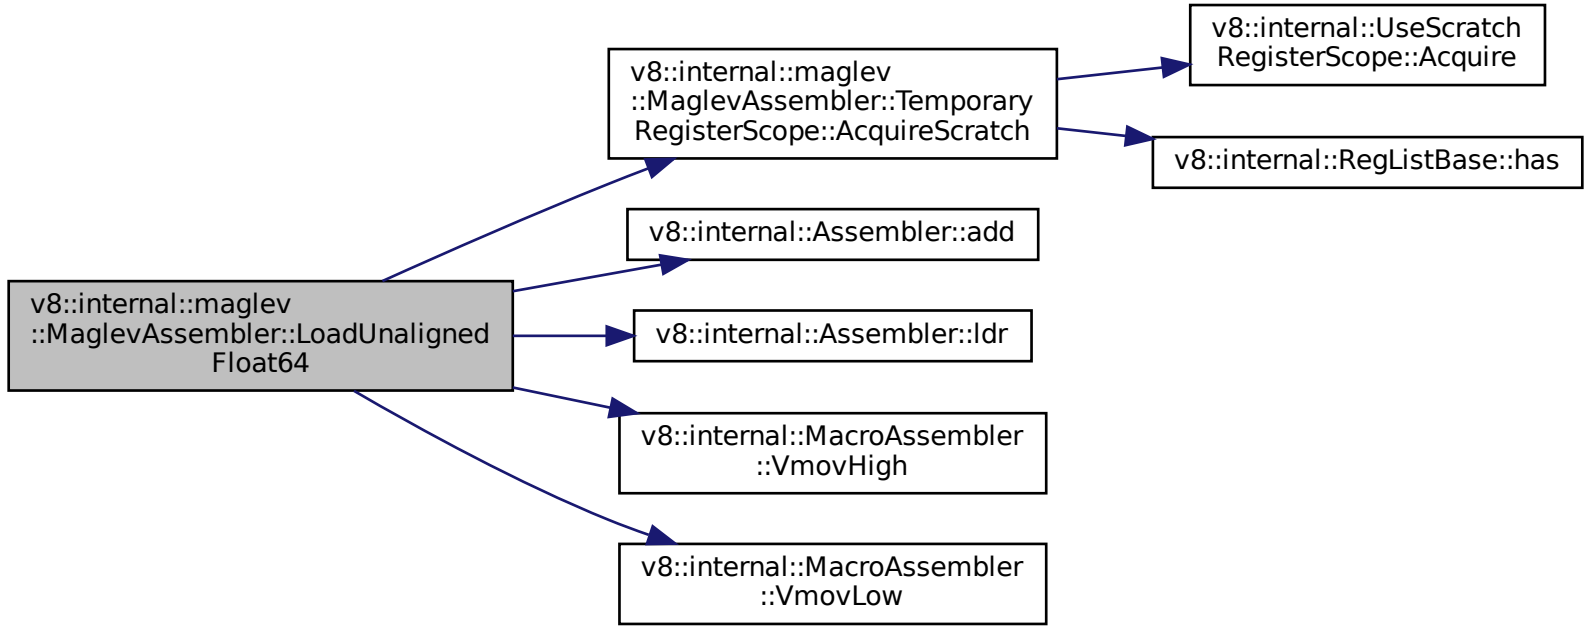 v8::internal::maglev
::MaglevAssembler::LoadUnaligned
Float64
v8::internal::maglev
::MaglevAssembler::Temporary
RegisterScope::AcquireScratch
v8::internal::UseScratch
RegisterScope::Acquire
v8::internal::RegListBase::has
v8::internal::Assembler::add
v8::internal::Assembler::ldr
v8::internal::MacroAssembler
::VmovHigh
v8::internal::MacroAssembler
::VmovLow